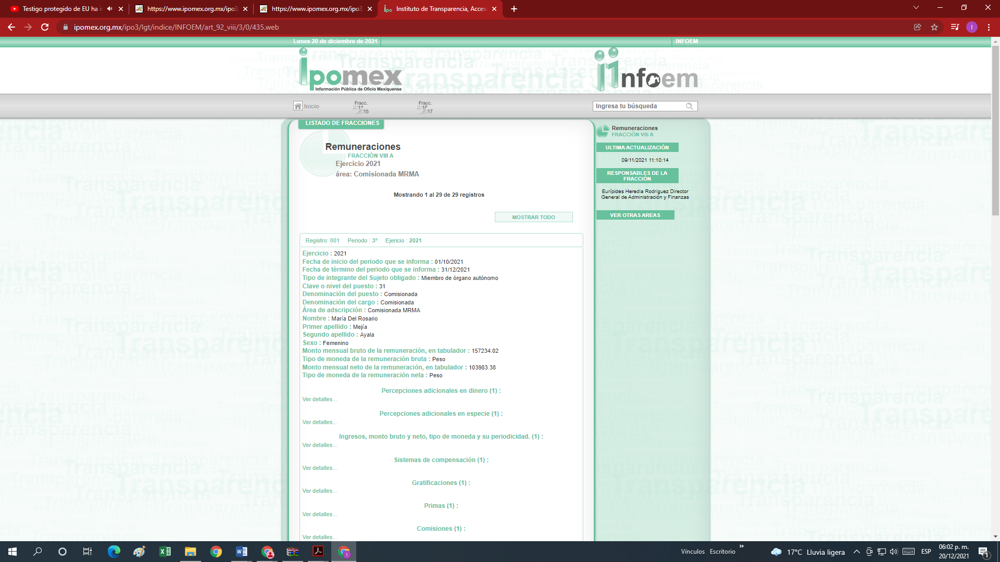 Testigo protegido de EU ha i
https://www.ipomex.org.mx/ipo3
https://www.ipomex.org.mx/ipo3
Instituto de Transparencia, Acces
ipomex.org.mx/ipo3/lgt/indice/INFOEM/art_92_viii/3/0/435.web
Lunes 20 de diciembre de 2021
INFOEM
ipomex
Información Pública de Oficio Mexiquense
infoem
Inicio
Fracc.
2015
Fracc.
2017
Ingresa tu búsqueda
LISTADO DE FRACCIONES
Remuneraciones
FRACCIÓN VIII A
Ejercicio 2021
área: Comisionada MRMA
Mostrando 1 al 29 de 29 registros
MOSTRAR TODO
Registro: 001 Periodo : 3º Ejericio : 2021
Ejercicio : 2021
Fecha de inicio del periodo que se informa : 01/10/2021
Fecha de término del periodo que se informa : 31/12/2021
Tipo de integrante del Sujeto obligado : Miembro de órgano autónomo
Clave o nivel del puesto : 31
Denominación del puesto : Comisionada
Denominación del cargo : Comisionada
Área de adscripción : Comisionada MRMA
Nombre : María Del Rosario
Primer apellido : Mejía
Segundo apellido : Ayala
Sexo : Femenino
Monto mensual bruto de la remuneración, en tabulador : 157234.02
Tipo de moneda de la remuneración bruta : Peso
Monto mensual neto de la remuneración, en tabulador : 103983.38
Tipo de moneda de la remuneración neta : Peso
Percepciones adicionales en dinero (1) :
Ver detalles...
Percepciones adicionales en especie (1) :
Ver detalles...
Ingresos, monto bruto y neto, tipo de moneda y su periodicidad. (1) :
Ver detalles...
Sistemas de compensación (1) :
Ver detalles...
Gratificaciones (1) :
Ver detalles...
Primas (1) :
Ver detalles...
Comisiones (1) :
Ver detalles...
Remuneraciones
FRACCIÓN VIII A
ULTIMA ACTUALIZACIÓN
09/11/2021 11:10:14
RESPONSABLES DE LA
FRACCIÓN
Eurípides Heredia Rodriguez Director
General de Administración y Finanzas
VER OTRAS AREAS
Vínculos Escritorio
17°C Lluvia ligera
ESP
06:02 p. m.
20/12/2021
1